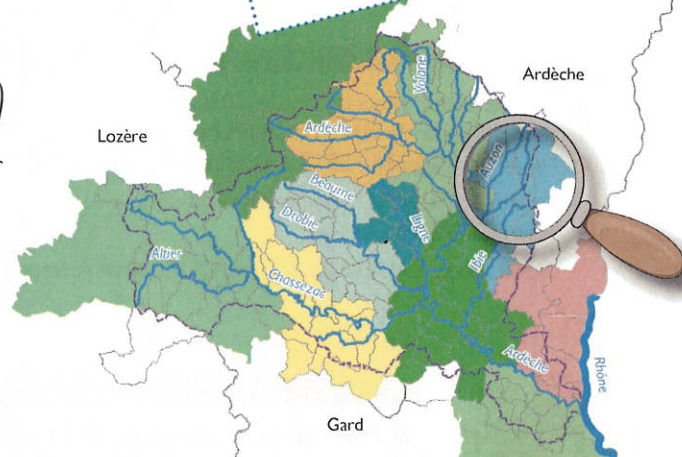 Ardèche
Lozère
Volane
Ardèche
Auzon
Beaume
Drobie
Ligne
Altier
Ibie
Chassezac
Ardèche
Rhône
Gard